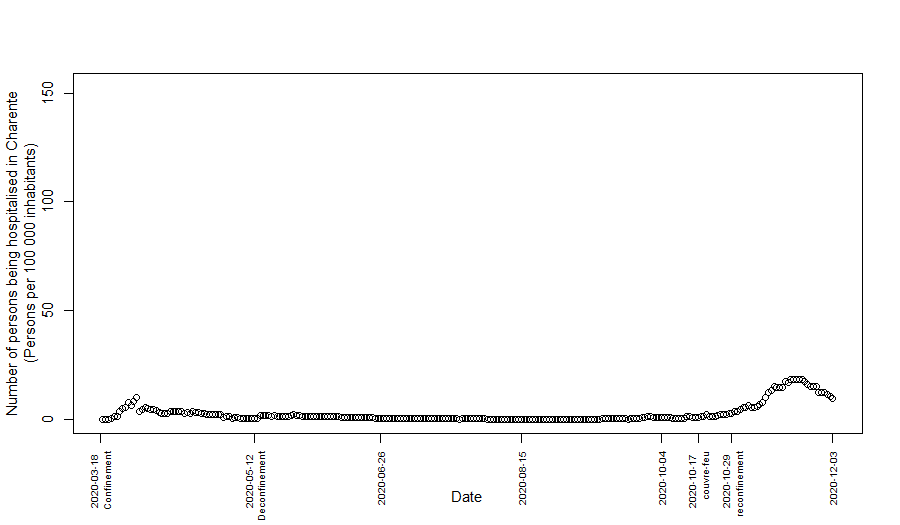 Number of persons being hospitalised in Charente
(Persons per 100 000 inhabitants)
150
100
50
0
2020-03-18
Confinement
2020-05-12
Deconfinement
2020-06-26
2020-08-15
2020-10-04
2020-10-17
couvre-feu
2020-10-29
reconfinement
2020-12-03
Date